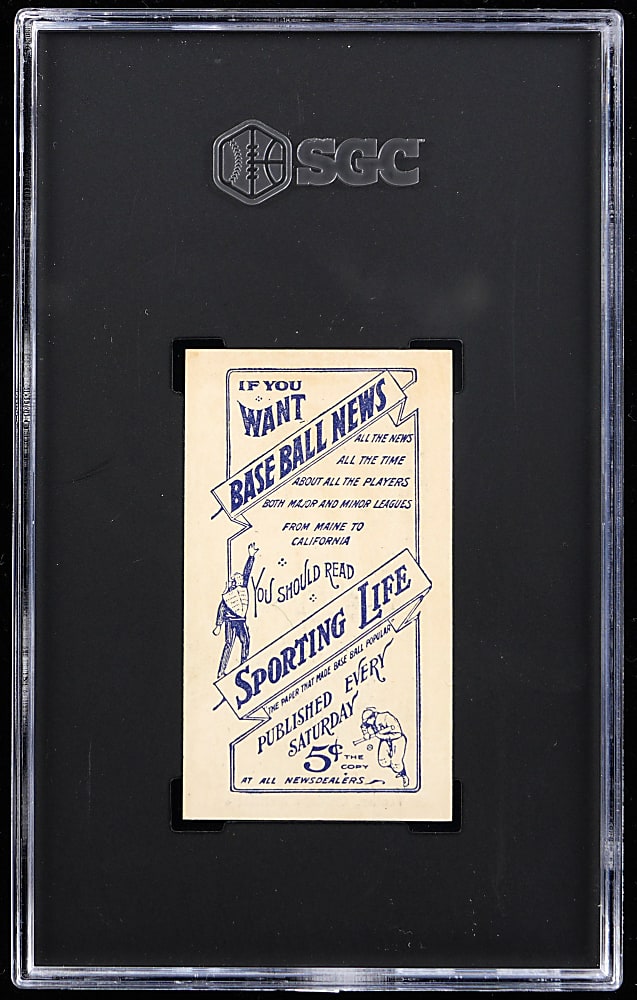 SGC
IF YOU
WANT
BASE BALL NEWS
ALL THE NEWS
ALL THE TIME
ABOUT ALL THE PLAYERS
BOTH MAJOR AND MINOR LEAGUES
FROM MAINE TO
CALIFORNIA
YOU SHOULD READ
SPORTING LIFE
THE PAPER THAT MADE BASE BALL POPULAR
PUBLISHED EVERY
SATURDAY
5¢ THE
COPY
AT ALL NEWSDEALERS